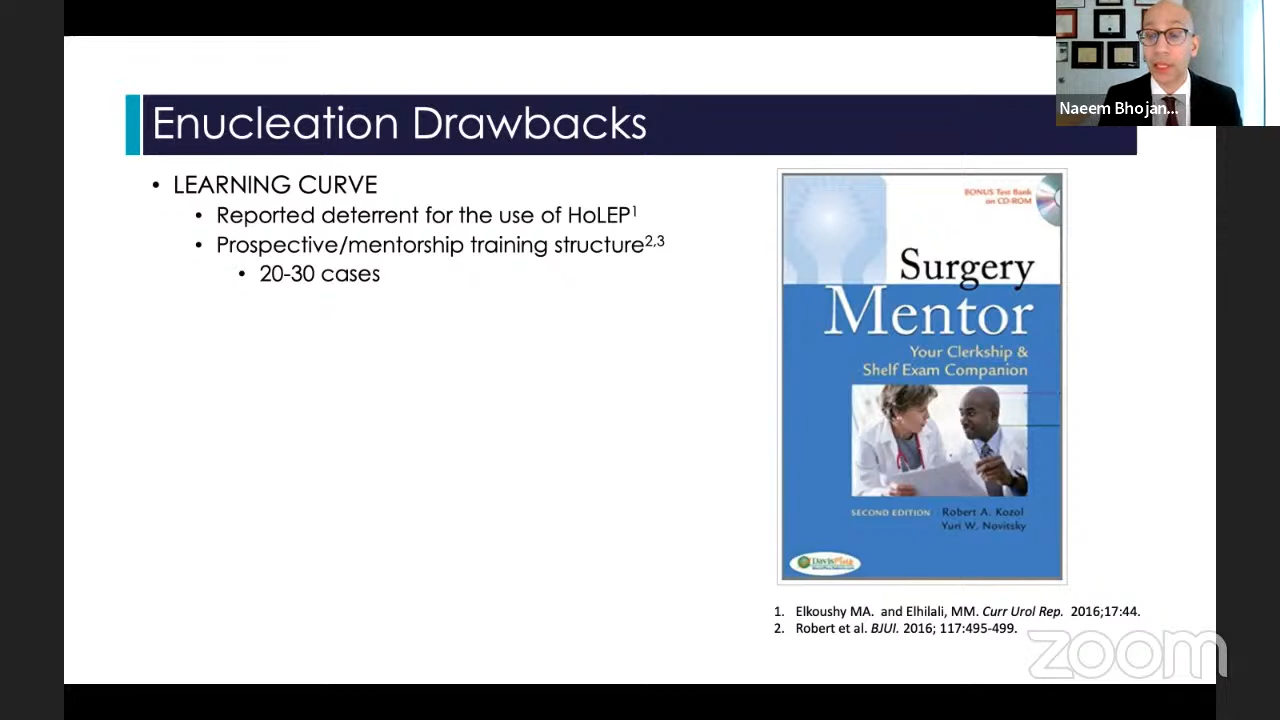 Naeem Bhojan...
Enucleation Drawbacks
• LEARNING CURVE
• Reported deterrent for the use of HoLEP1
• Prospective/mentorship training structure2,3
• 20-30 cases
BONUS Test Bank
on CD-ROM
Surgery
Mentor
Your Clerkship &
Shelf Exam Companion
SECOND EDITION Robert A. Kozol
Yuri W. Novitsky
DavisPlus
1. Elkoushy MA. and Elhilali, MM. Curr Urol Rep. 2016;17:44.
2. Robert et al. BJUI. 2016; 117:495-499.
zoom